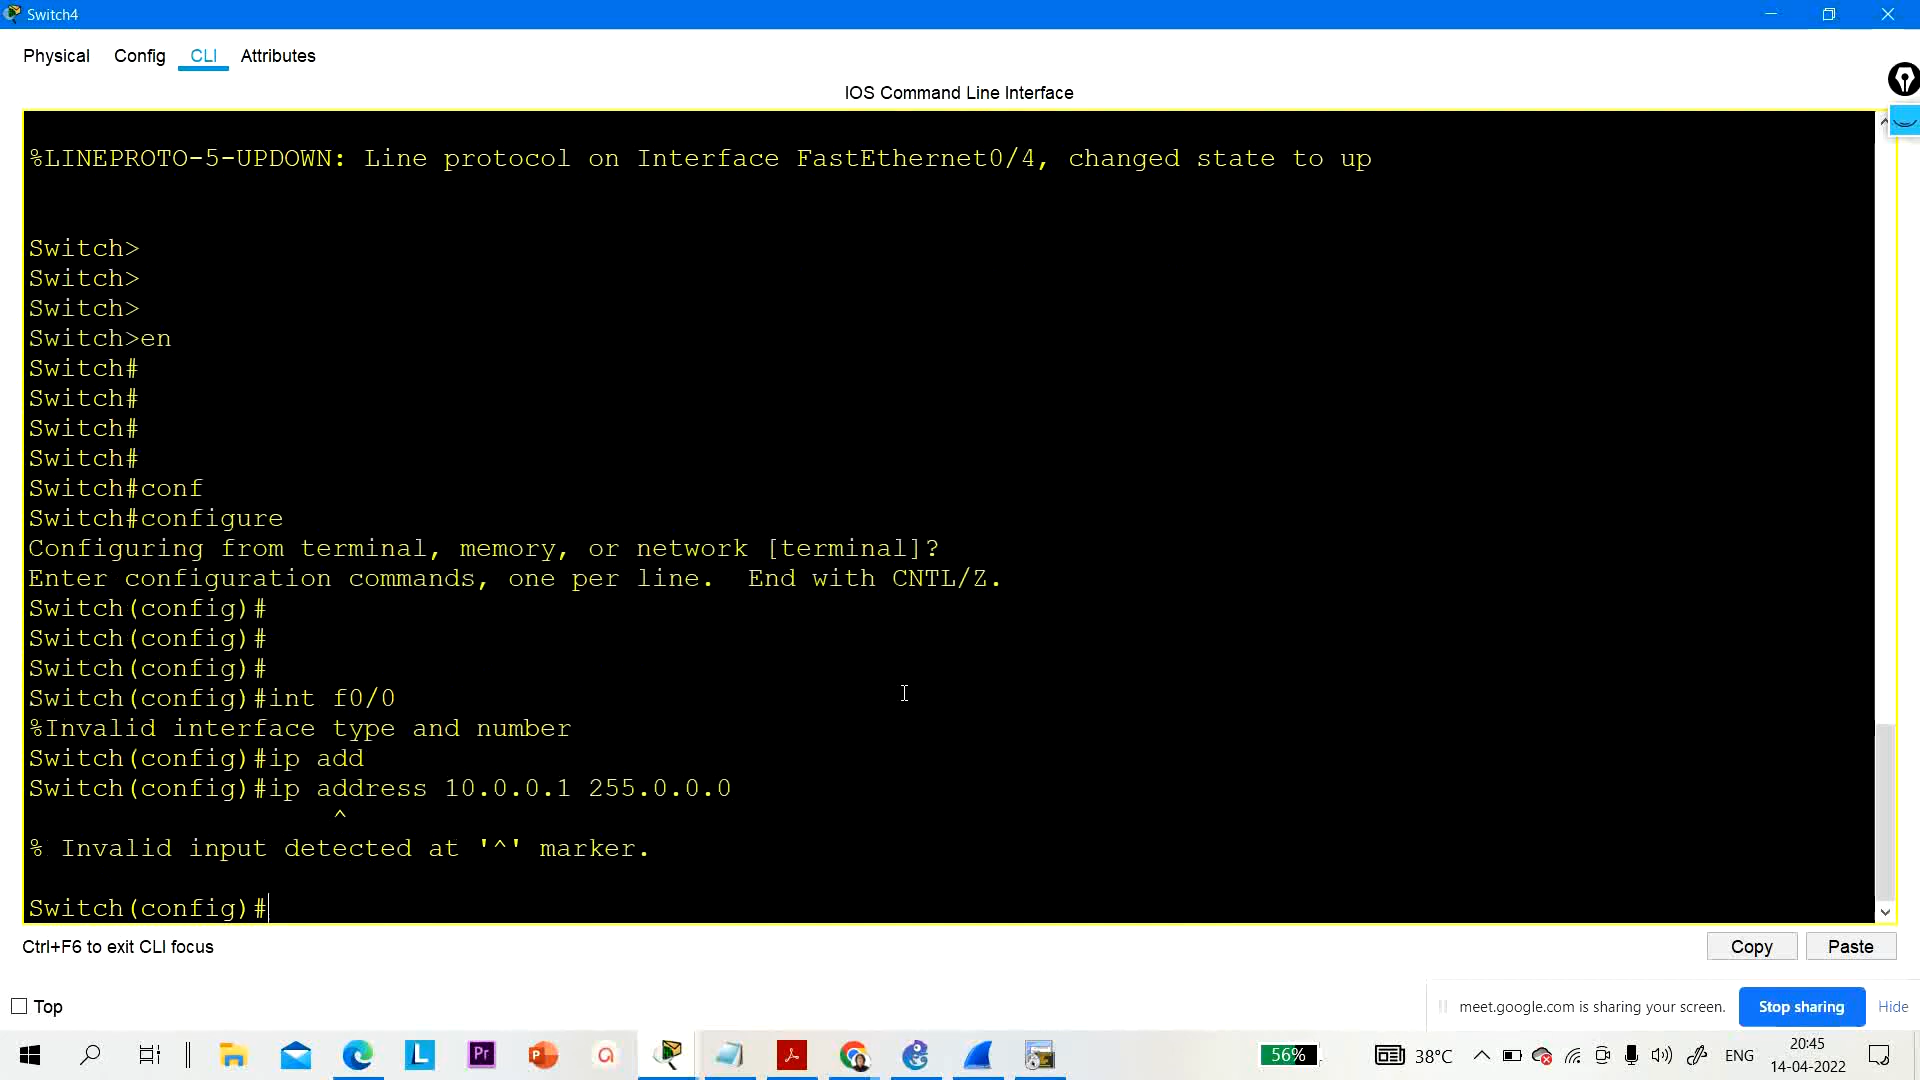 Switch4
Physical Config CLI Attributes
IOS Command Line Interface
%LINEPROTO-5-UPDOWN: Line protocol on Interface FastEthernet0/4, changed state to up
Switch>
Switch>
Switch>
Switch>en
Switch#
Switch#
Switch#
Switch#
Switch#conf
Switch#configure
Configuring from terminal, memory, or network [terminal]?
Enter configuration commands, one per line.  End with CNTL/Z.
Switch(config)#
Switch(config)#
Switch(config)#
Switch(config)#int f0/0
%Invalid interface type and number
Switch(config)#ip add
Switch(config)#ip address 10.0.0.1 255.0.0.0
^
% Invalid input detected at '^' marker.
Switch(config)#
Ctrl+F6 to exit CLI focus
Copy Paste
Top
meet.google.com is sharing your screen. Stop sharing Hide
L Pr P a 56% 38°C ENG 20:45
14-04-2022